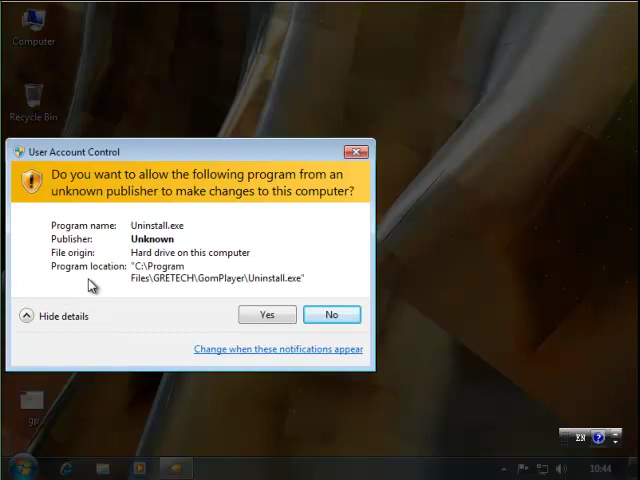 Computer
Recycle Bin
User Account Control
Do you want to allow the following program from an
unknown publisher to make changes to this computer?
Program name: Uninstall.exe
Publisher: Unknown
File origin: Hard drive on this computer
Program location: "C:\Program
Files\GRETECH\GomPlayer\Uninstall.exe"
Hide details
Yes
No
Change when these notifications appear
gp
EN
10:44